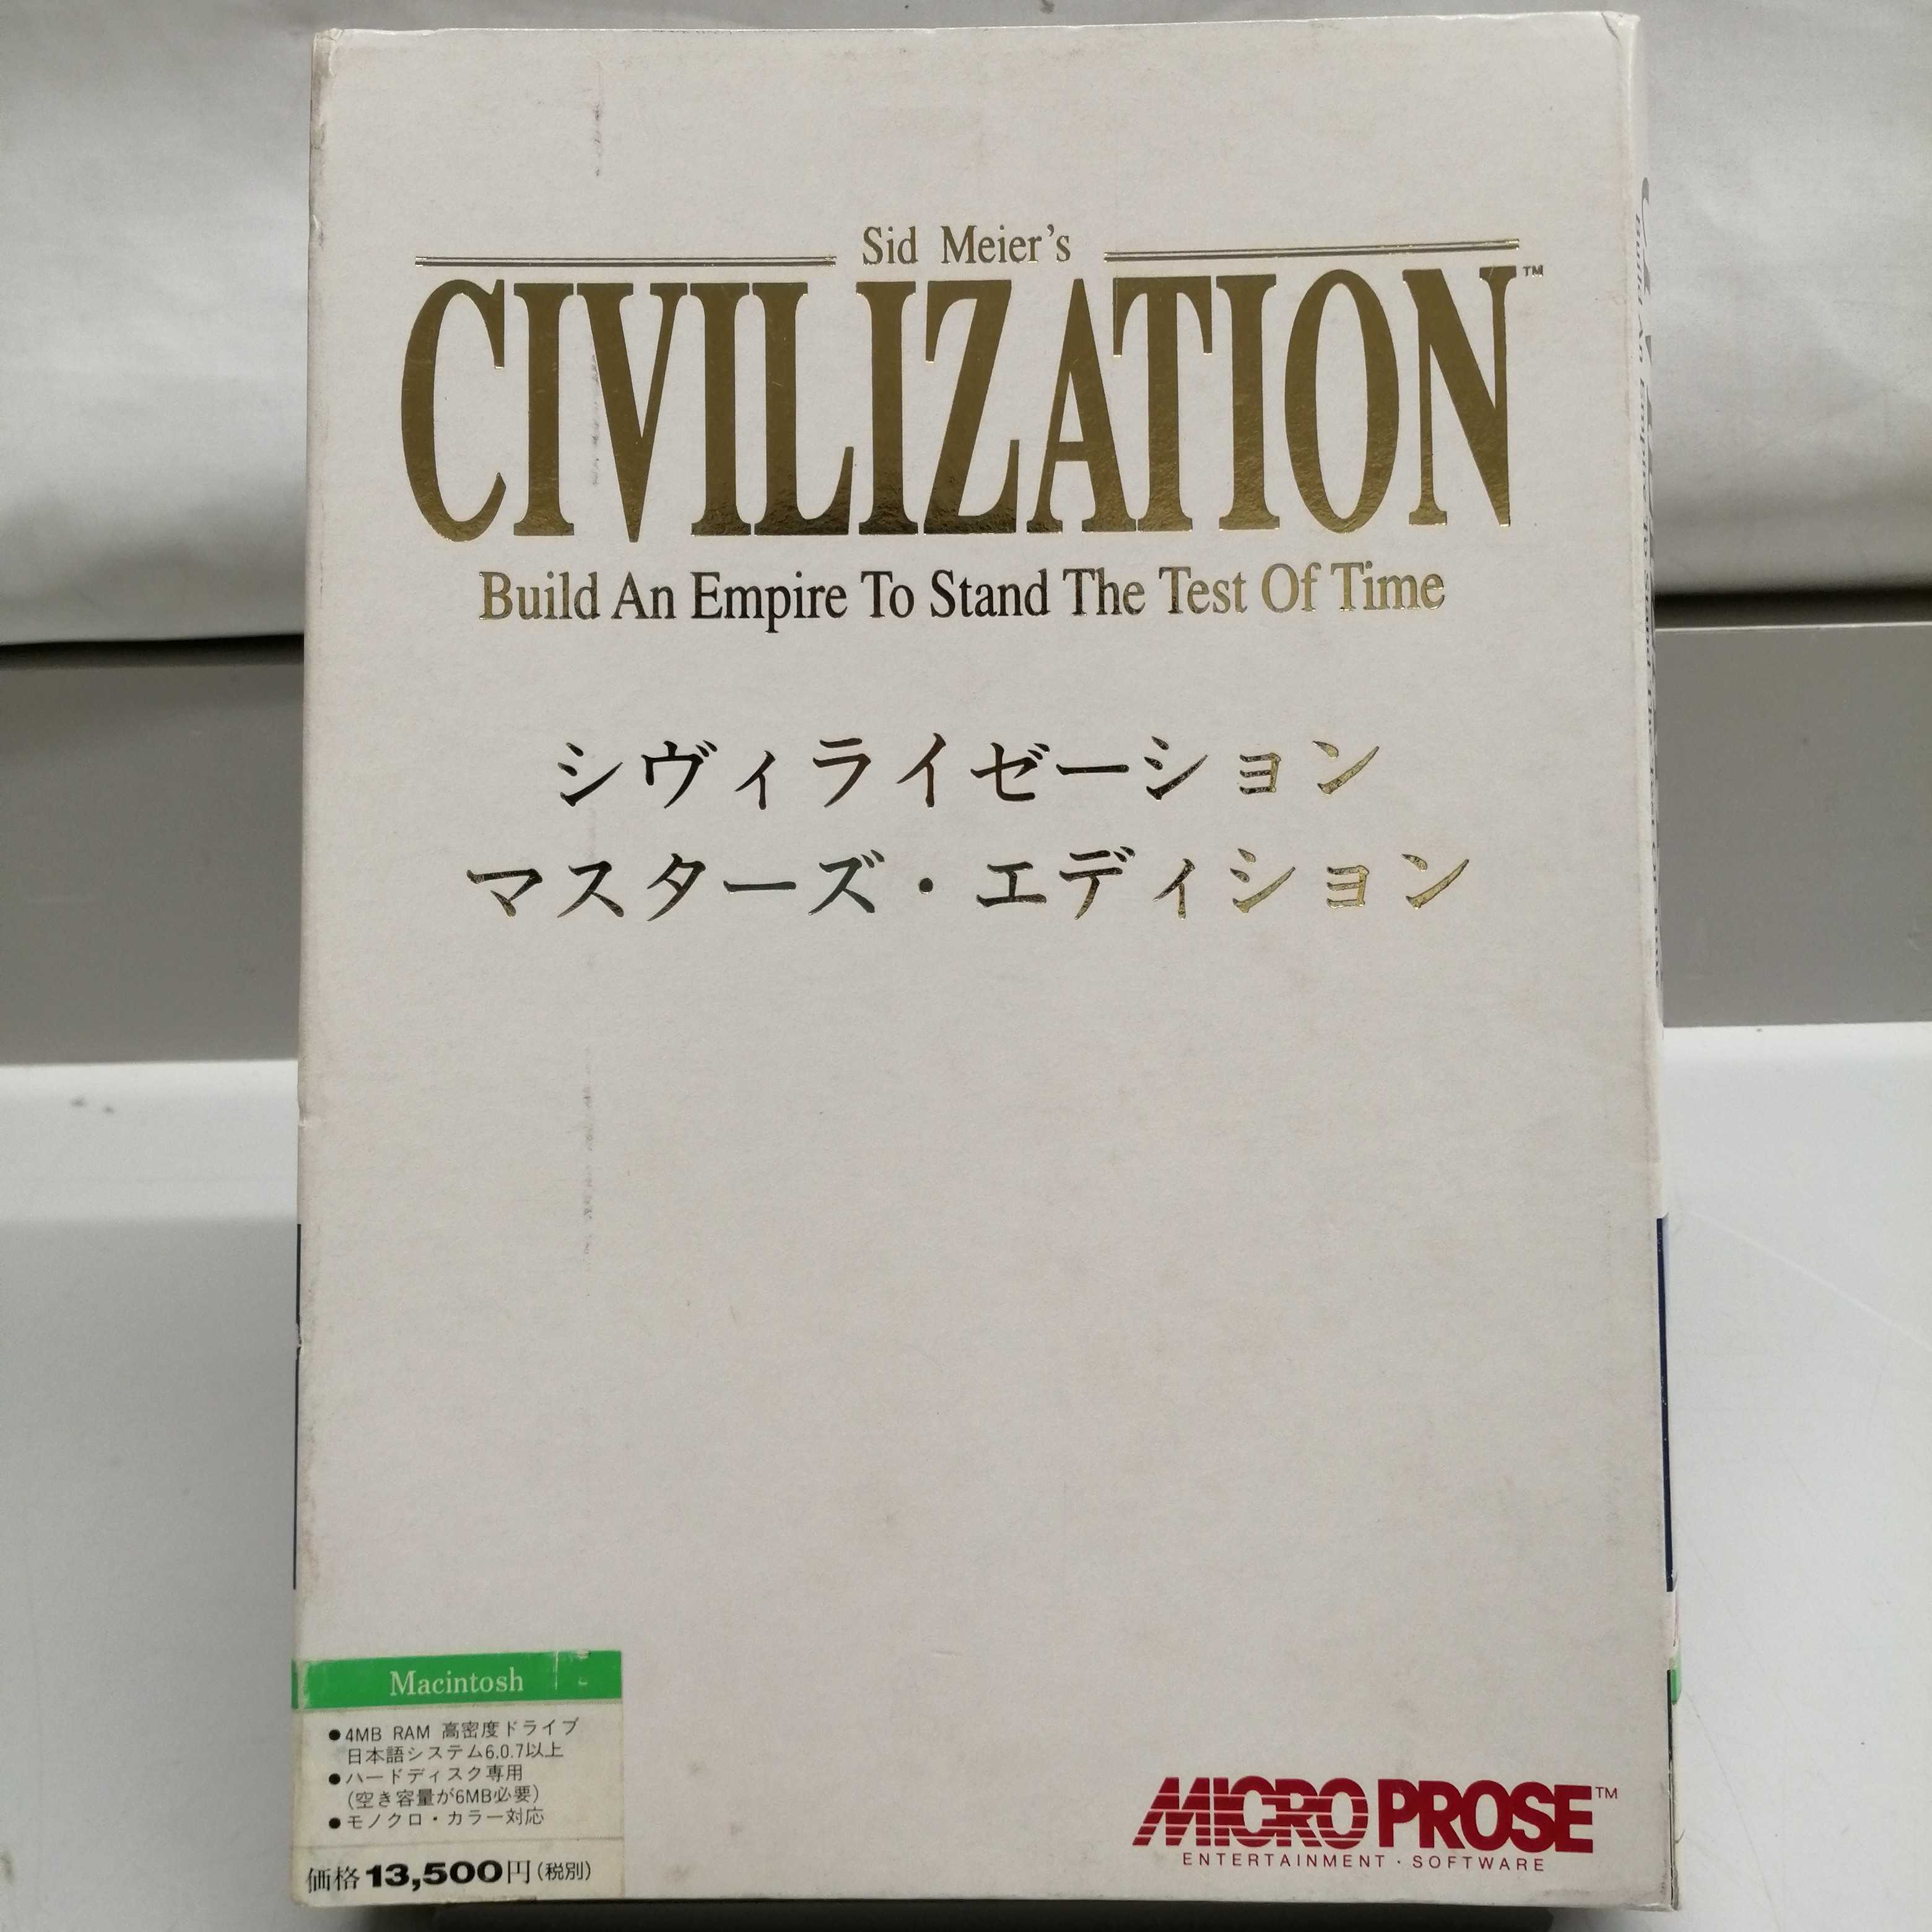 Sid Meier's
CIVILIZATION™
Build An Empire To Stand The Test Of Time
シヴィライゼーション
マスターズ・エディション
Macintosh
●4MB RAM 高密度ドライブ
日本語システム6.0.7以上
●ハードディスク専用
(空き容量が6MB必要)
●モノクロ・カラー対応
価格13,500円(税別)
MICRO PROSE™
ENTERTAINMENT・SOFTWARE